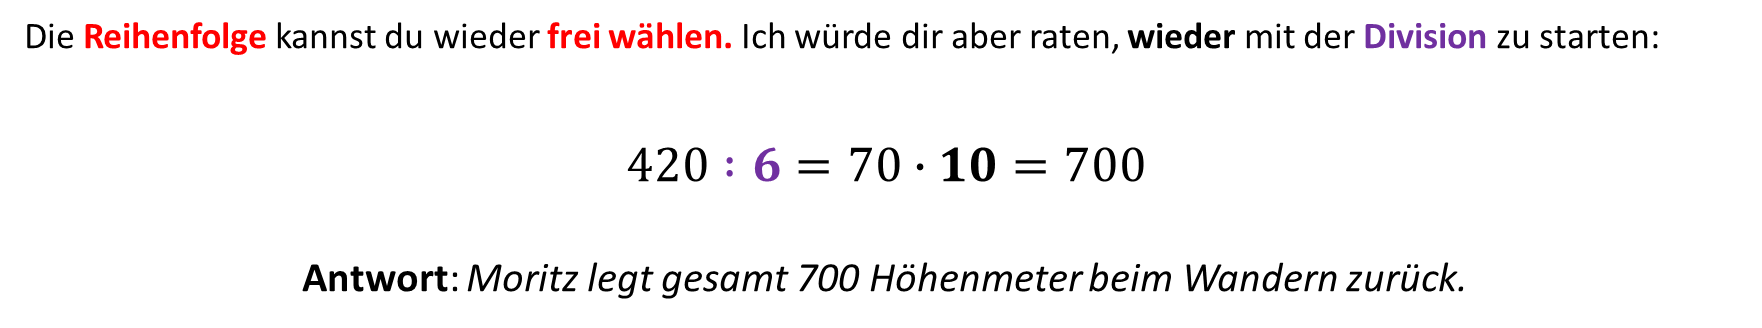 Die Reihenfolge kannst du wieder frei wählen. Ich würde dir aber raten, wieder mit der Division zu starten:
420 : 6 = 70 · 10 = 700
Antwort: Moritz legt gesamt 700 Höhenmeter beim Wandern zurück.